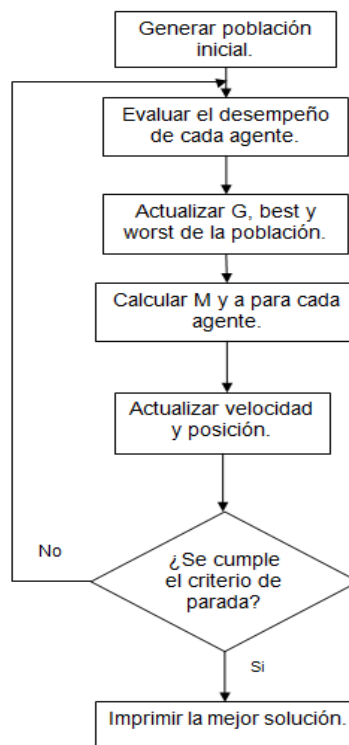 Generar población
inicial.
Evaluar el desempeño
de cada agente.
Actualizar G, best y
worst de la población.
Calcular M y a para cada
agente.
Actualizar velocidad
y posición.
¿Se cumple
el criterio de
parada?
No
Si
Imprimir la mejor solución.